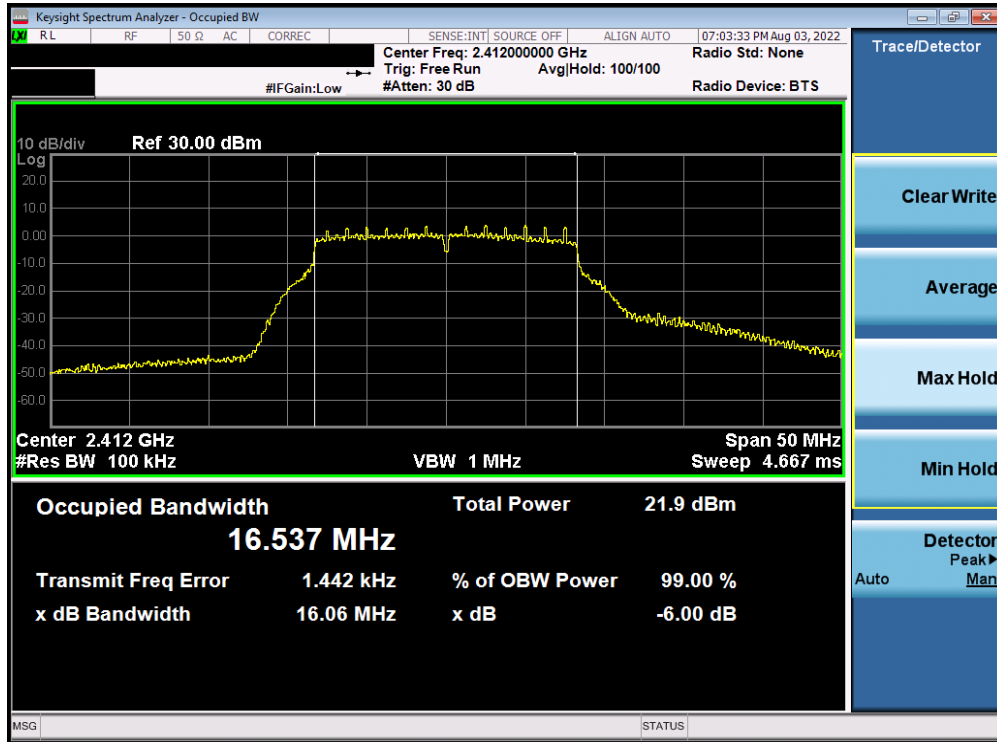 Keysight Spectrum Analyzer - Occupied BW
LXI RL RF 50 Ω AC CORREC SENSE:INT SOURCE OFF ALIGN AUTO 07:03:33 PM Aug 03, 2022
Center Freq: 2.412000000 GHz Radio Std: None
Trig: Free Run Avg|Hold: 100/100
#IFGain:Low #Atten: 30 dB Radio Device: BTS
Trace/Detector
10 dB/div Ref 30.00 dBm
Log
20.0
10.0
0.00
-10.0
-20.0
-30.0
-40.0
-50.0
-60.0
Center 2.412 GHz Span 50 MHz
#Res BW 100 kHz VBW 1 MHz Sweep 4.667 ms
Occupied Bandwidth Total Power 21.9 dBm
16.537 MHz
Transmit Freq Error 1.442 kHz % of OBW Power 99.00 %
x dB Bandwidth 16.06 MHz x dB -6.00 dB
Clear Write
Average
Max Hold
Min Hold
Detector
Peak▶
Auto Man
MSG STATUS